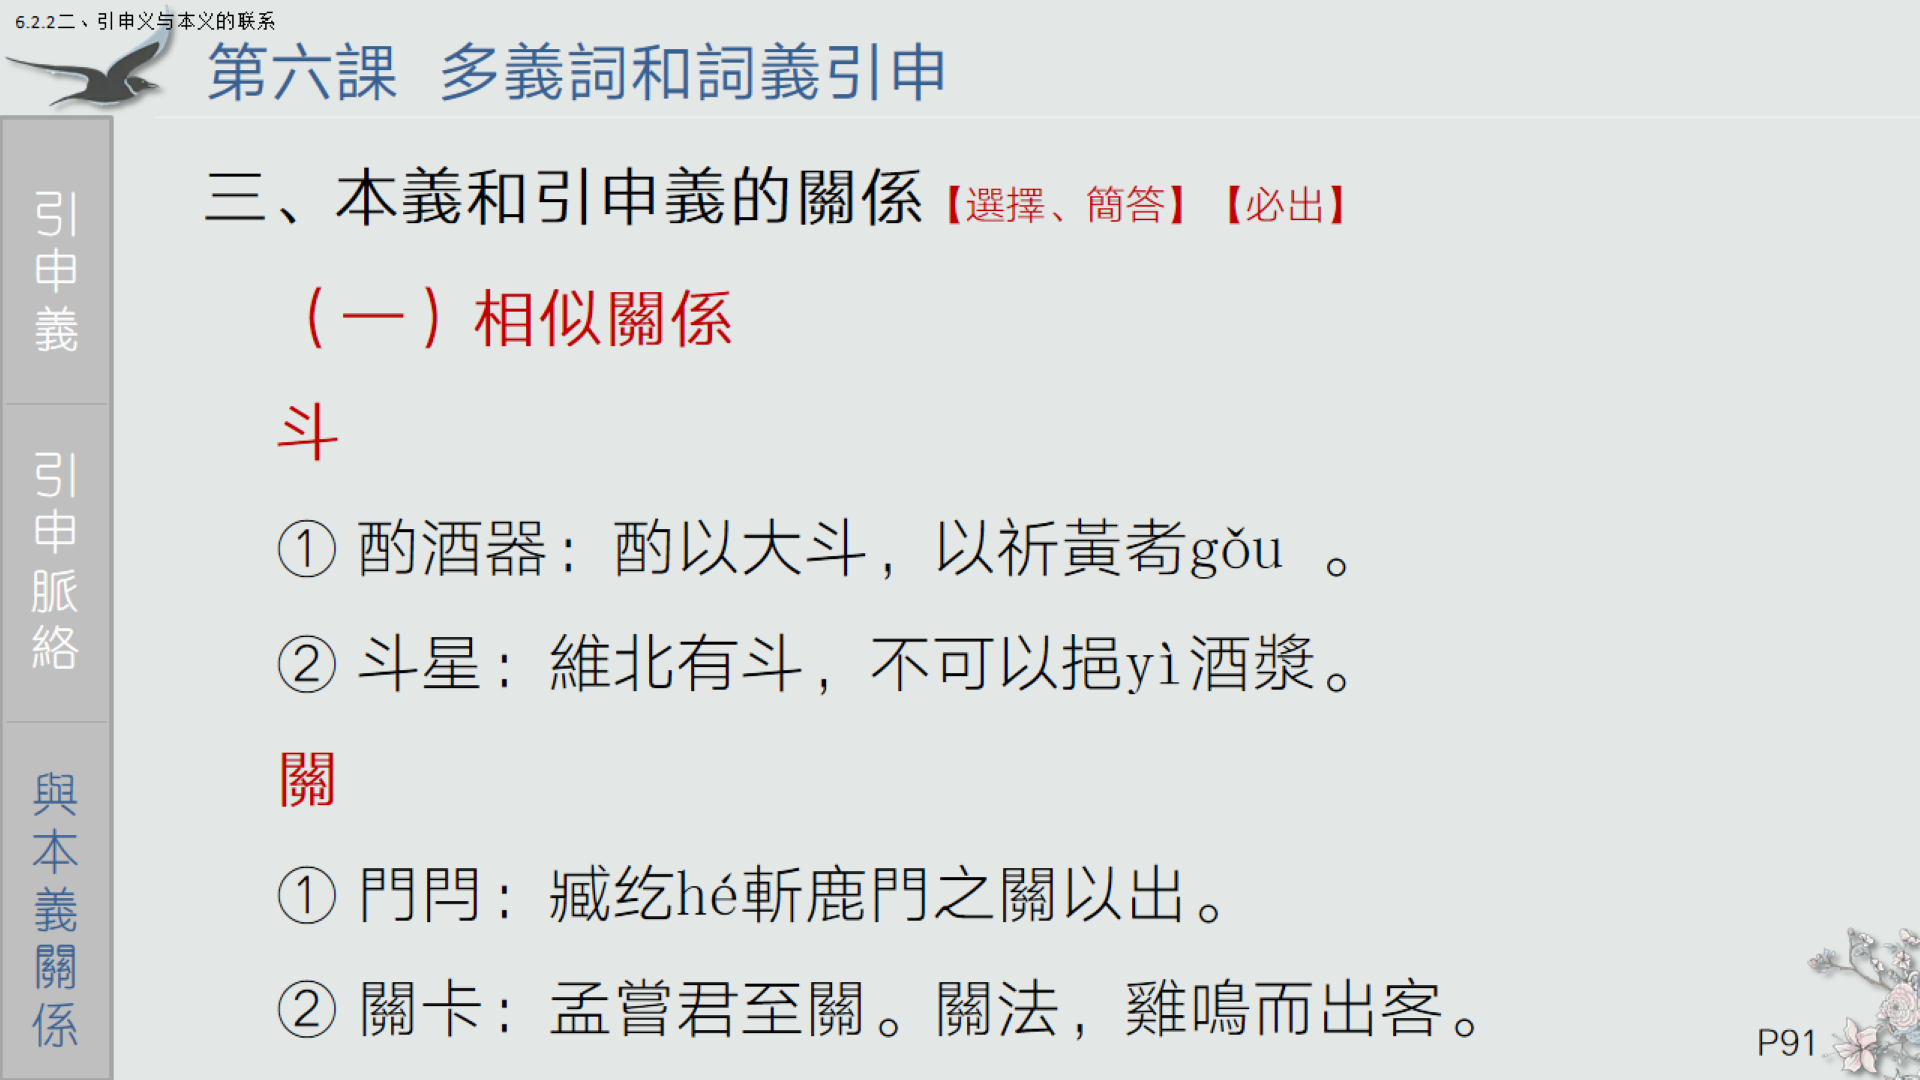 6.2.2二、引申义与本义的联系
第六課 多義詞和詞義引申
引申義
引申脈絡
與本義關係
三、本義和引申義的關係【選擇、簡答】【必出】
（一）相似關係
斗
① 酌酒器：酌以大斗，以祈黃耇gǒu 。
② 斗星：維北有斗，不可以挹yì酒漿。
關
① 門閂：臧纥hé斬鹿門之關以出。
② 關卡：孟嘗君至關。關法，雞鳴而出客。
P91